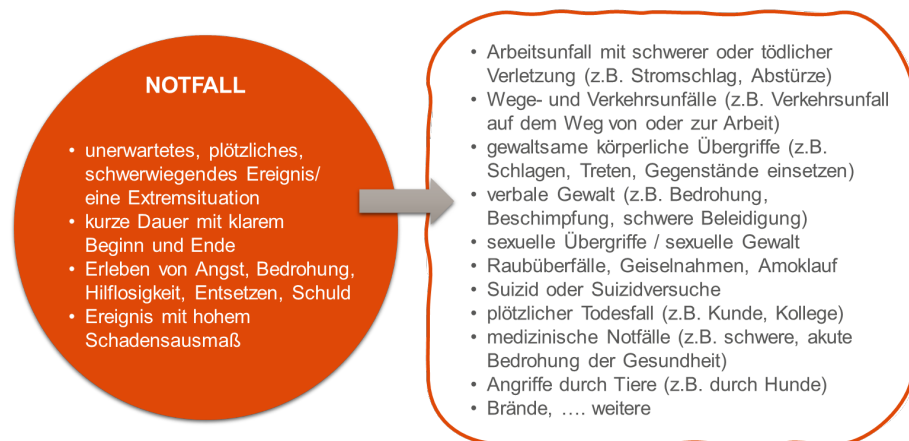 NOTFALL
• unerwartetes, plötzliches,
schwerwiegendes Ereignis/
eine Extremsituation
• kurze Dauer mit klarem
Beginn und Ende
• Erleben von Angst, Bedrohung,
Hilflosigkeit, Entsetzen, Schuld
• Ereignis mit hohem
Schadensausmaß
• Arbeitsunfall mit schwerer oder tödlicher
Verletzung (z.B. Stromschlag, Abstürze)
• Wege- und Verkehrsunfälle (z.B. Verkehrsunfall
auf dem Weg von oder zur Arbeit)
• gewaltsame körperliche Übergriffe (z.B.
Schlagen, Treten, Gegenstände einsetzen)
• verbale Gewalt (z.B. Bedrohung,
Beschimpfung, schwere Beleidigung)
• sexuelle Übergriffe / sexuelle Gewalt
• Raubüberfälle, Geiselnahmen, Amoklauf
• Suizid oder Suizidversuche
• plötzlicher Todesfall (z.B. Kunde, Kollege)
• medizinische Notfälle (z.B. schwere, akute
Bedrohung der Gesundheit)
• Angriffe durch Tiere (z.B. durch Hunde)
• Brände, …. weitere